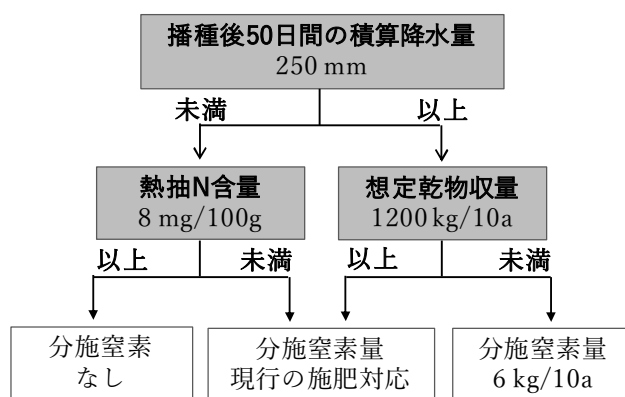 播種後50日間の積算降水量
250 mm
未満
以上
熱抽N含量
8 mg/100g
想定乾物収量
1200 kg/10a
以上
未満
以上
未満
分施窒素
なし
分施窒素量
現行の施肥対応
分施窒素量
6 kg/10a